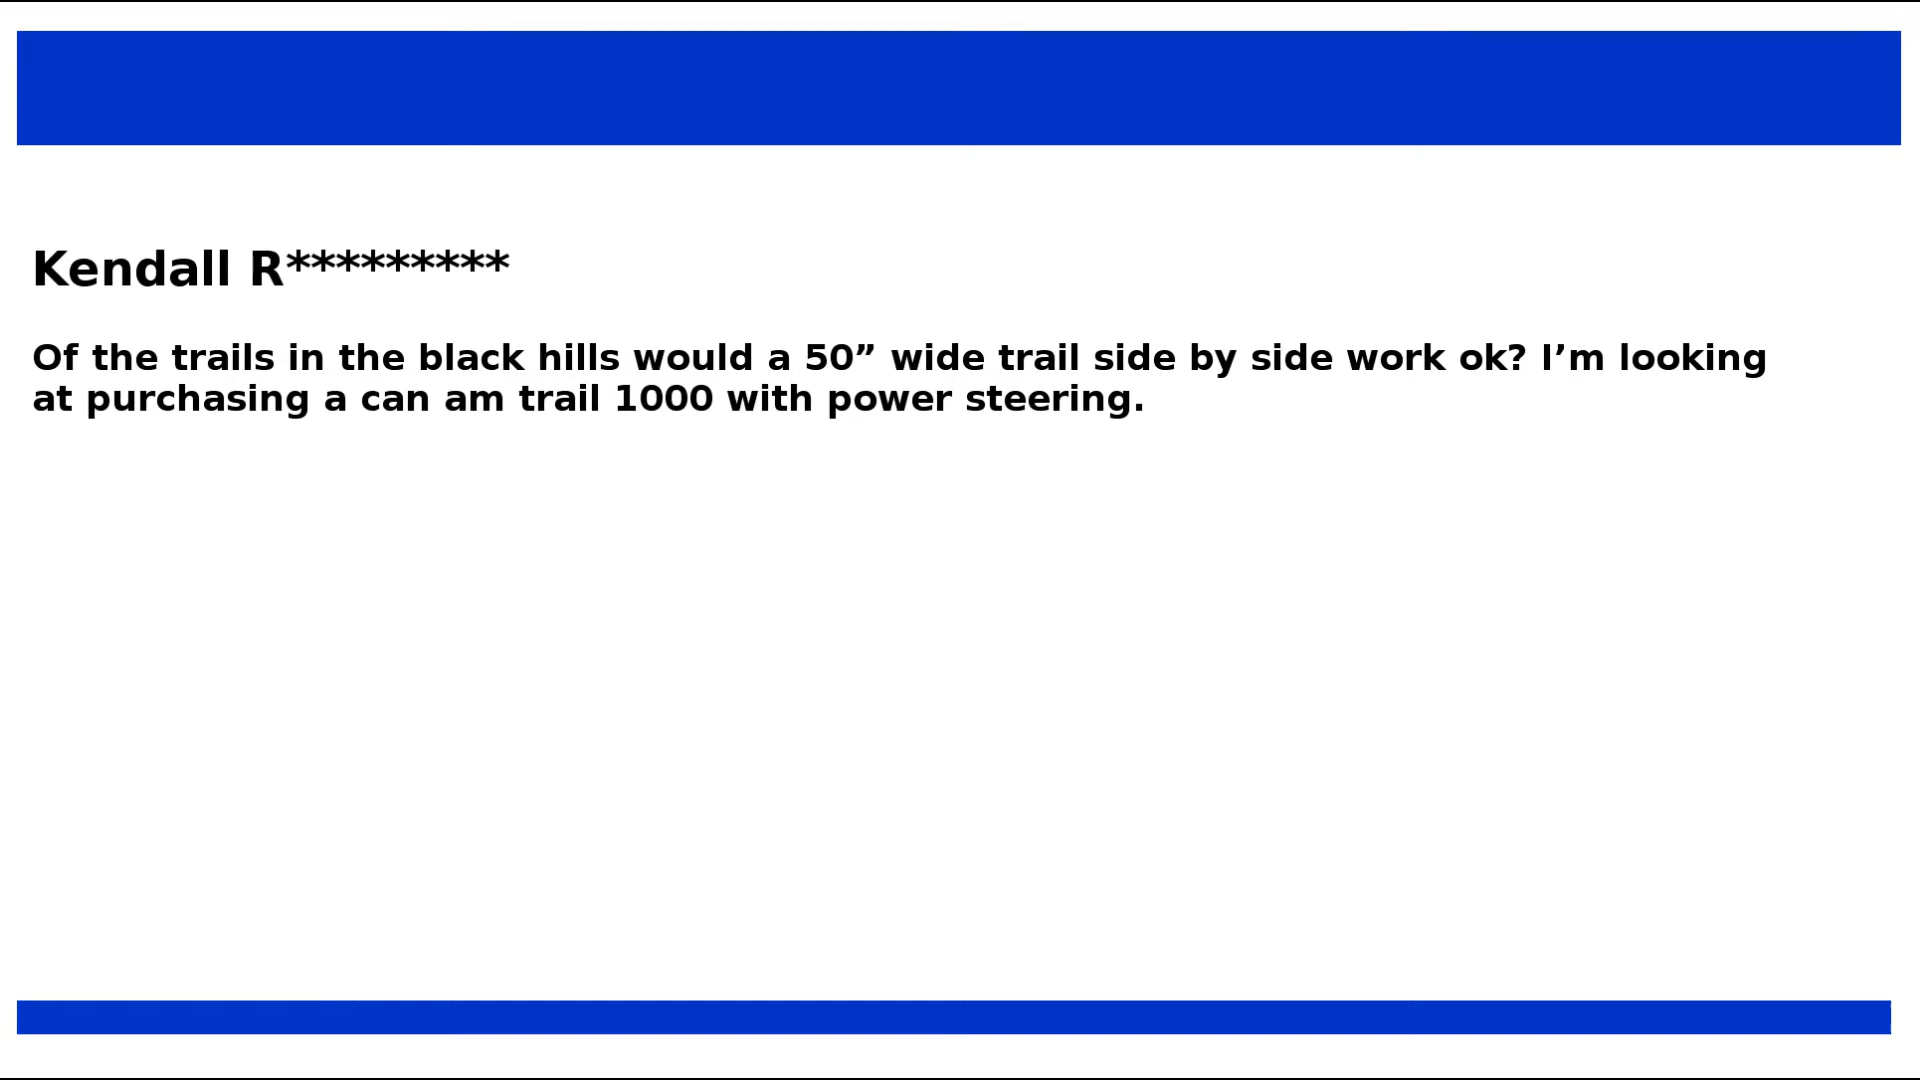 Kendall R*********
Of the trails in the black hills would a 50” wide trail side by side work ok? I’m looking
at purchasing a can am trail 1000 with power steering.